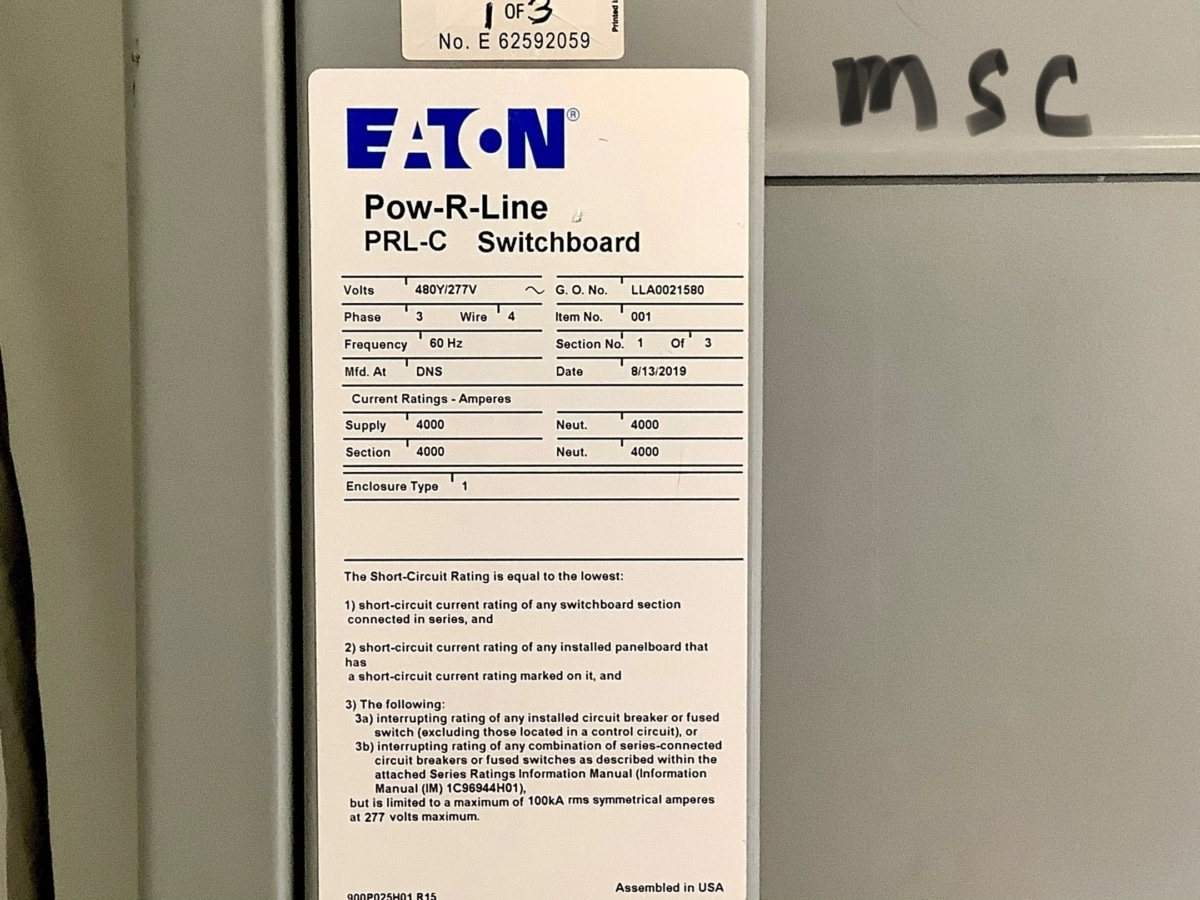 1 OF 3
No. E 62592059
Printed
msc
EATON®
Pow-R-Line
PRL-C Switchboard
Volts 480Y/277V ~ G. O. No. LLA0021580
Phase 3 Wire 4 Item No. 001
Frequency 60 Hz Section No. 1 Of 3
Mfd. At DNS Date 8/13/2019
Current Ratings - Amperes
Supply 4000 Neut. 4000
Section 4000 Neut. 4000
Enclosure Type 1
The Short-Circuit Rating is equal to the lowest:
1) short-circuit current rating of any switchboard section
connected in series, and
2) short-circuit current rating of any installed panelboard that
has
a short-circuit current rating marked on it, and
3) The following:
3a) interrupting rating of any installed circuit breaker or fused
switch (excluding those located in a control circuit), or
3b) interrupting rating of any combination of series-connected
circuit breakers or fused switches as described within the
attached Series Ratings Information Manual (Information
Manual (IM) 1C96944H01),
but is limited to a maximum of 100kA rms symmetrical amperes
at 277 volts maximum.
Assembled in USA
900P025H01 R15